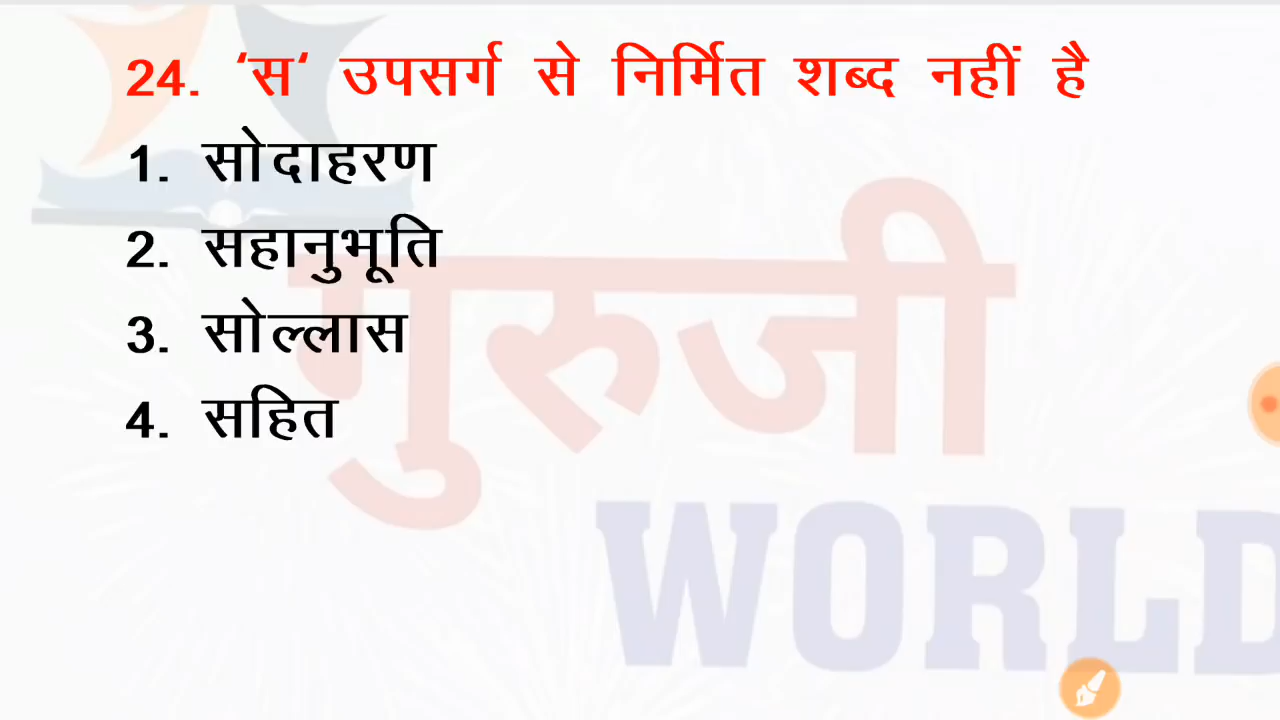 24. ‘स‘ उपसर्ग से निर्मित शब्द नहीं है
1. सोदाहरण
2. सहानुभूति
3. सोल्लास
4. सहित
गुरुजी
WORLD